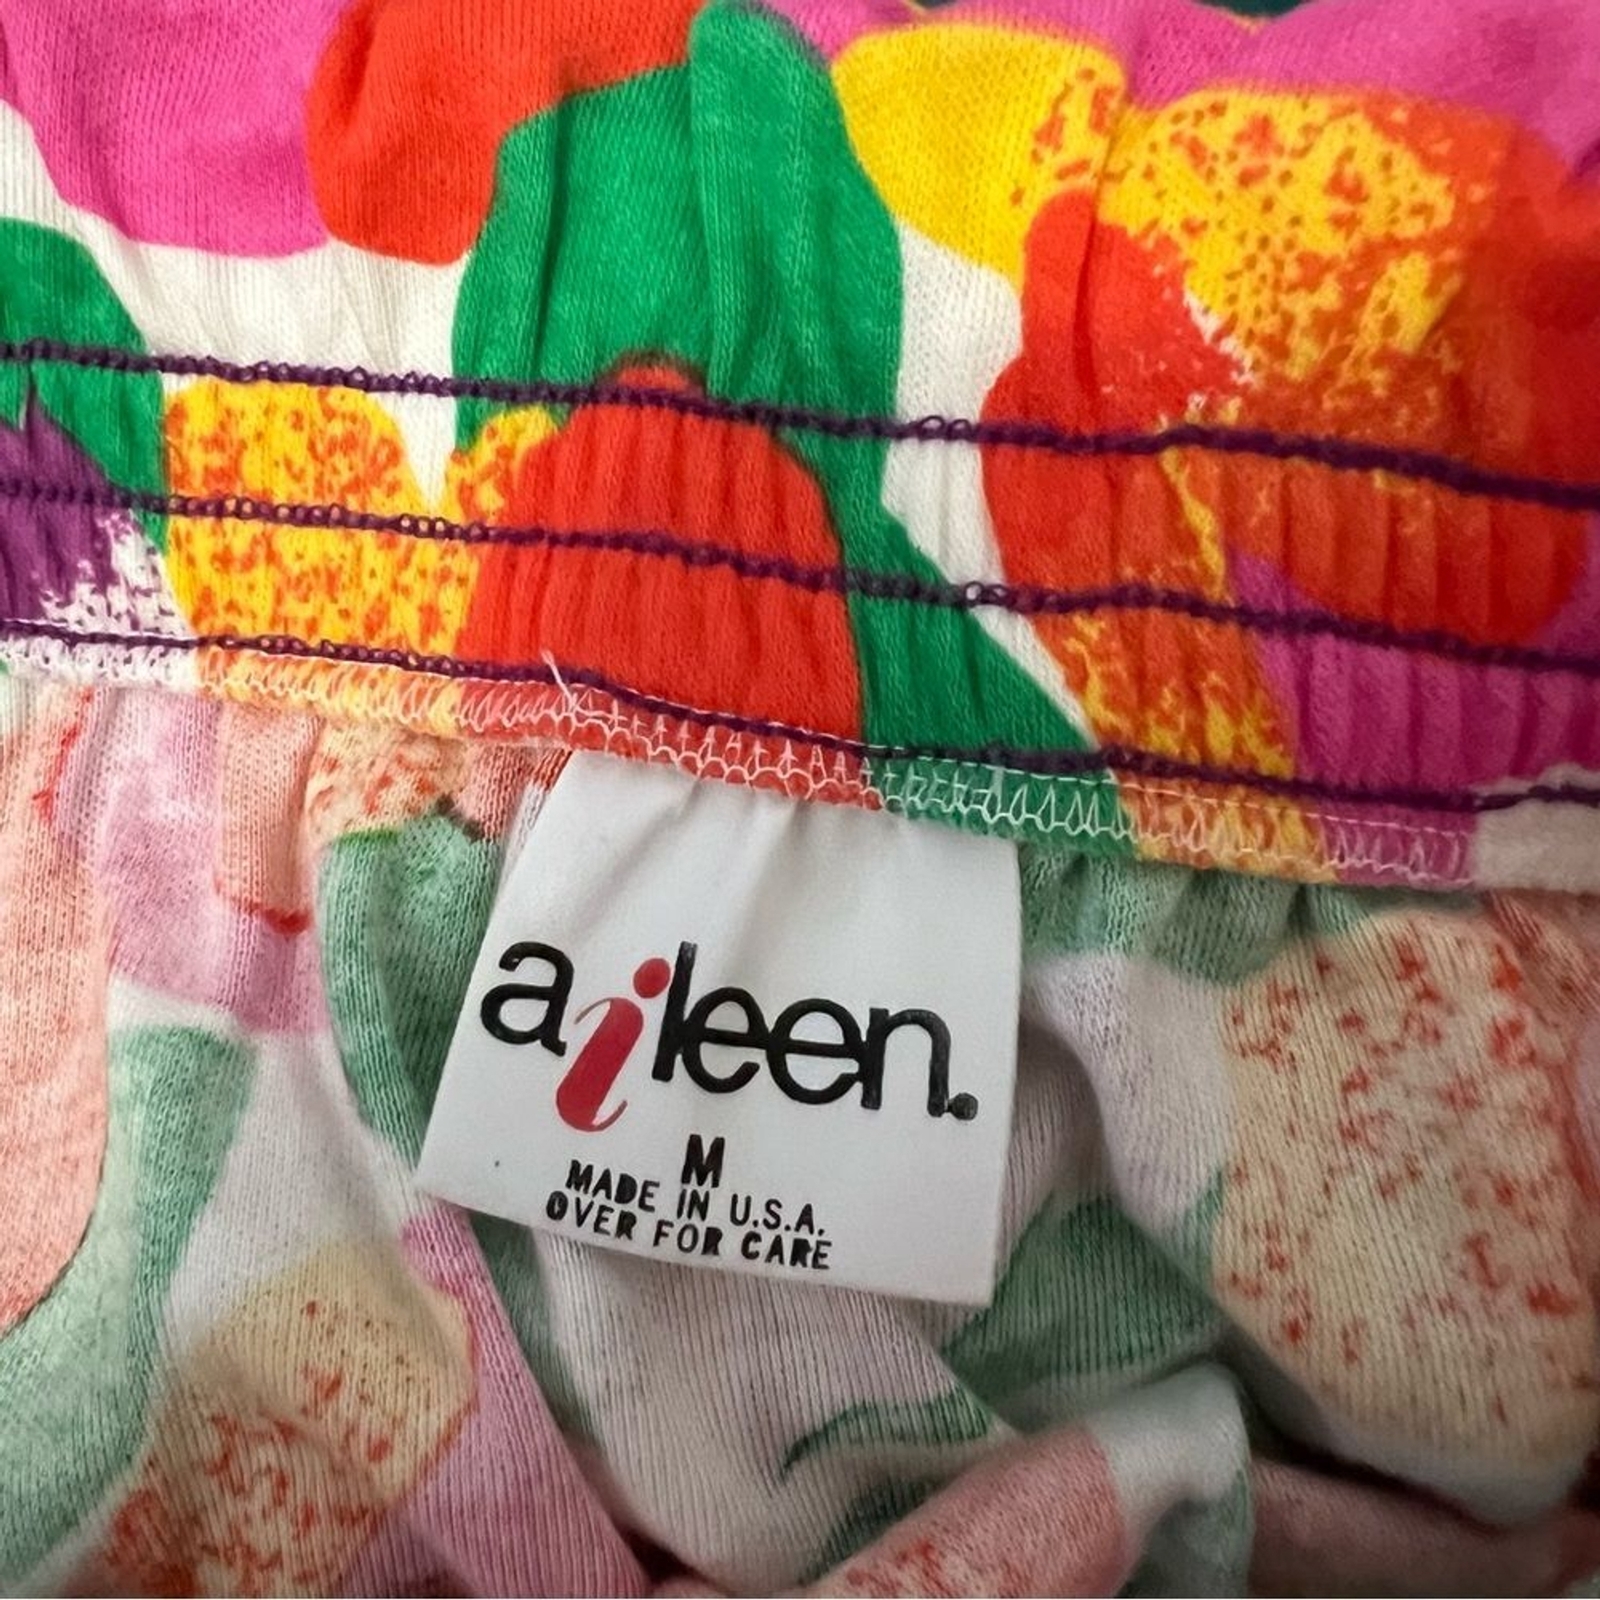 aileen.
M
MADE IN U.S.A.
OVER FOR CARE